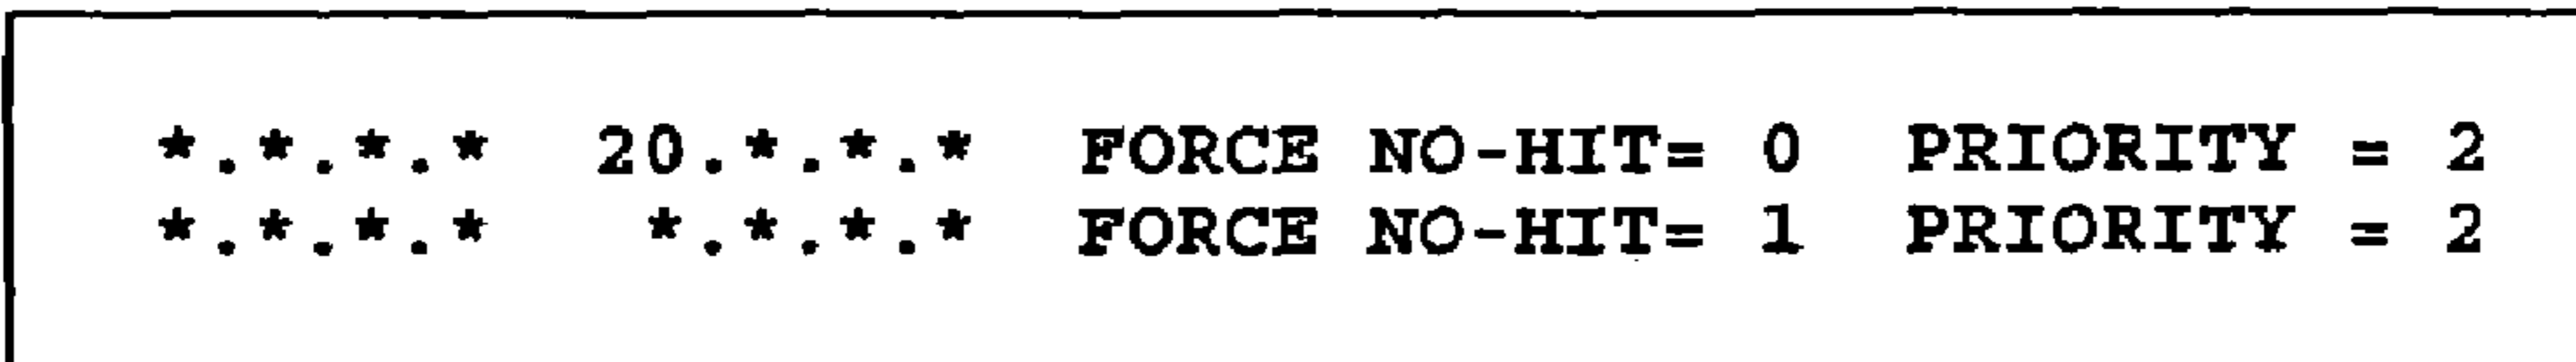 *.*.*.* 20.*.*.* FORCE NO-HIT= 0 PRIORITY = 2
*.*.*.* *.*.*.* FORCE NO-HIT= 1 PRIORITY = 2